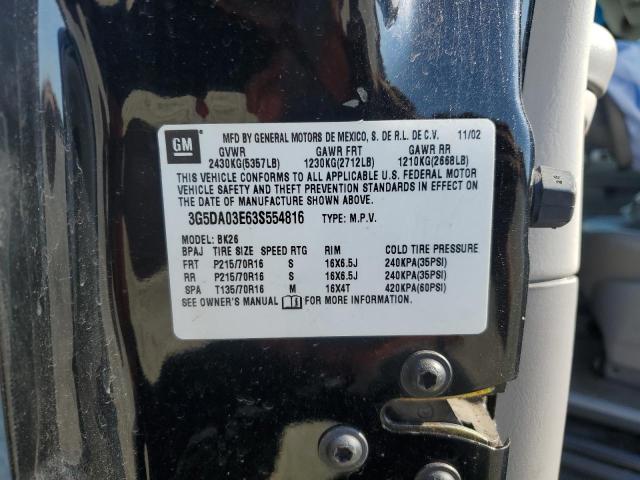 GM
MFD BY GENERAL MOTORS DE MEXICO, S. DE R.L. DE C.V. 11/02
GVWR GAWR FRT GAWR RR
2430KG(5357LB) 1230KG(2712LB) 1210KG(2668LB)
THIS VEHICLE CONFORMS TO ALL APPLICABLE U.S. FEDERAL MOTOR
VEHICLE SAFETY AND THEFT PREVENTION STANDARDS IN EFFECT ON
THE DATE OF MANUFACTURE SHOWN ABOVE.
3G5DA03E63S554816 TYPE: M.P.V.
MODEL: BK26
BPAJ TIRE SIZE SPEED RTG RIM COLD TIRE PRESSURE
FRT P215/70R16 S 16X6.5J 240KPA(35PSI)
RR P215/70R16 S 16X6.5J 240KPA(35PSI)
SPA T135/70R16 M 16X4T 420KPA(60PSI)
SEE OWNER'S MANUAL FOR MORE INFORMATION.